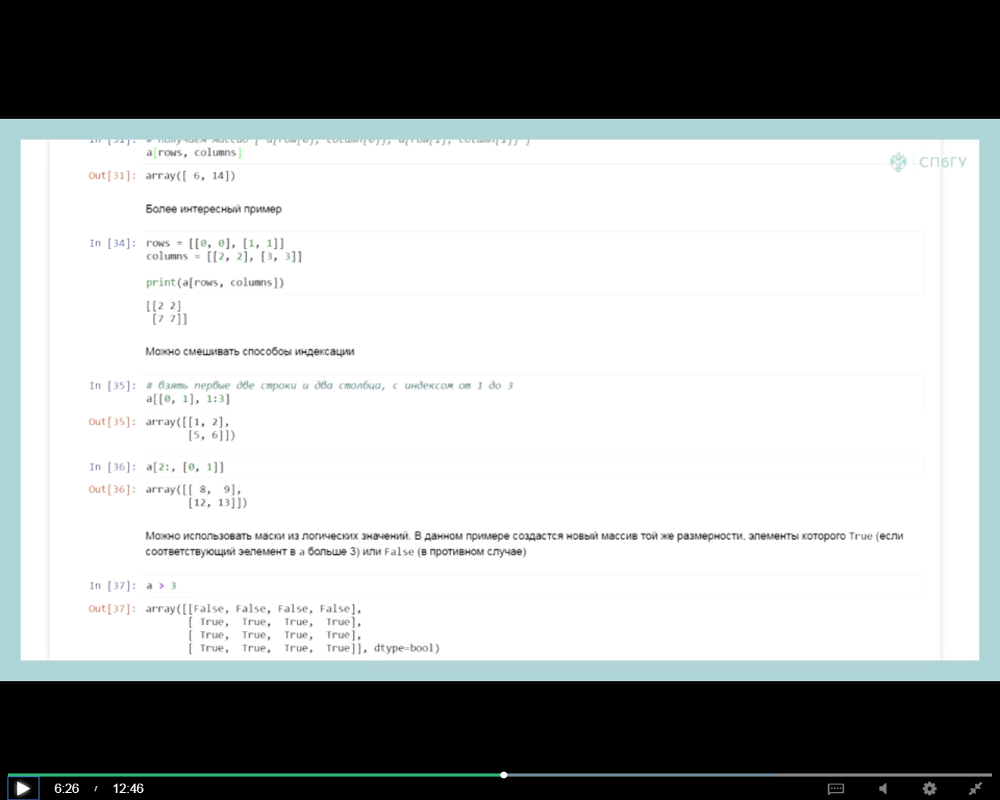 In [31]: # получаем массив [ a[row[0], column[0]], a[row[1], column[1]] ]
a[rows, columns]
СПбГУ
Out[31]: array([ 6, 14])
Более интересный пример
In [34]: rows = [[0, 0], [1, 1]]
columns = [[2, 2], [3, 3]]
print(a[rows, columns])
[[2 2]
[7 7]]
Можно смешивать способоы индексации
In [35]: # взять первые две строки и два столбца, с индексом от 1 до 3
a[[0, 1], 1:3]
Out[35]: array([[1, 2],
[5, 6]])
In [36]: a[2:, [0, 1]]
Out[36]: array([[ 8,  9],
[12, 13]])
Можно использовать маски из логических значений. В данном примере создастся новый массив той же размерности, элементы которого True (если
соответствующий эелемент в a больше 3) или False (в противном случае)
In [37]: a > 3
Out[37]: array([[False, False, False, False],
[ True,  True,  True,  True],
[ True,  True,  True,  True],
[ True,  True,  True,  True]], dtype=bool)
6:26 / 12:46